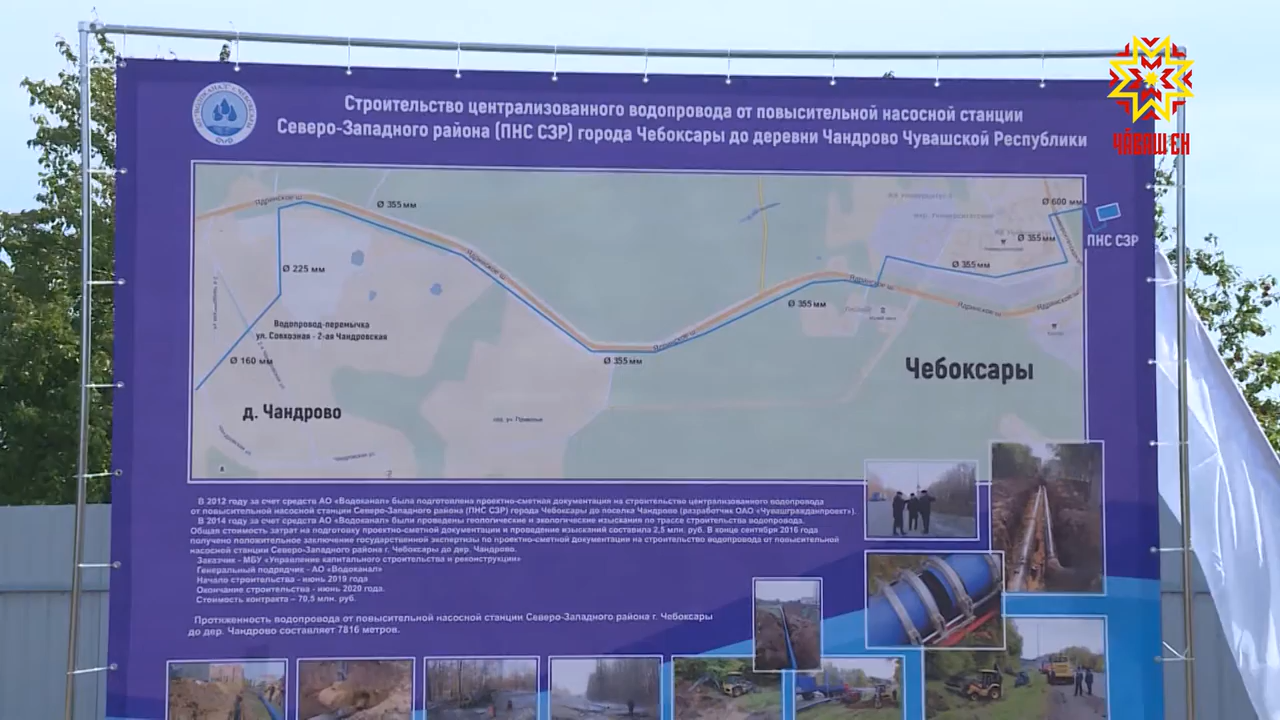 ЧӐВАШ ЕН
Строительство централизованного водопровода от повысительной насосной станции
Северо-Западного района (ПНС СЗР) города Чебоксары до деревни Чандрово Чувашской Республики
Ядринское ш
Ø 355 мм
Ø 600 мм
ПНС СЗР
Ø 355 мм
Ø 225 мм
Ядринское ш
Ø 355 мм
Ядринское ш
Ø 355 мм
Ядринское ш
Ядринское ш
Водопровод-перемычка
ул. Совхозная - 2-ая Чандровская
Ядринское ш
Ø 160 мм
Ø 355 мм
Чебоксары
д. Чандрово
В 2012 году за счет средств АО «Водоканал» была подготовлена проектно-сметная документация на строительство централизованного водопровода
от повысительной насосной станции Северо-Западного района (ПНС СЗР) города Чебоксары до поселка Чандрово (разработчик ОАО «Чувашгражданпроект»).
В 2014 году за счет средств АО «Водоканал» были проведены геологические и экологические изыскания по трассе строительства водопровода.
Общая стоимость затрат на подготовку проектно-сметной документации и проведение изысканий составила 2,5 млн. руб. В конце сентября 2016 года
получено положительное заключение государственной экспертизы по проектно-сметной документации на строительство водопровода от повысительной
насосной станции Северо-Западного района г. Чебоксары до дер. Чандрово.
Заказчик - МБУ «Управление капитального строительства и реконструкции»
Генеральный подрядчик - АО «Водоканал»
Начало строительства - июнь 2019 года
Окончание строительства - июнь 2020 года.
Стоимость контракта – 70,5 млн. руб.
Протяженность водопровода от повысительной насосной станции Северо-Западного района г. Чебоксары
до дер. Чандрово составляет 7816 метров.